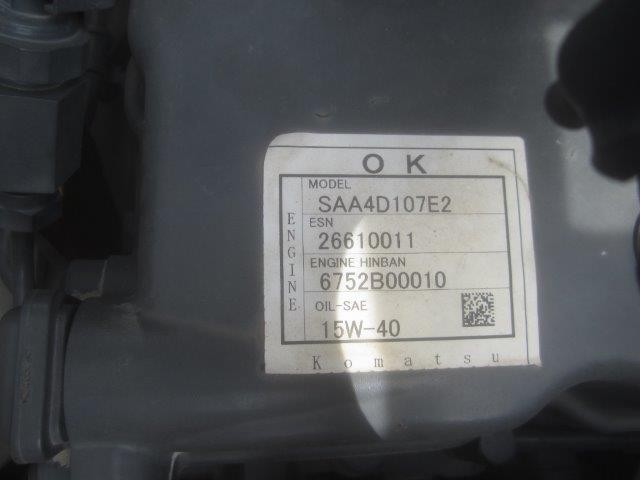 OK
MODEL
SAA4D107E2
ESN
26610011
ENGINE HINBAN
6752B00010
OIL-SAE
15W-40
ENGINE
Komatsu